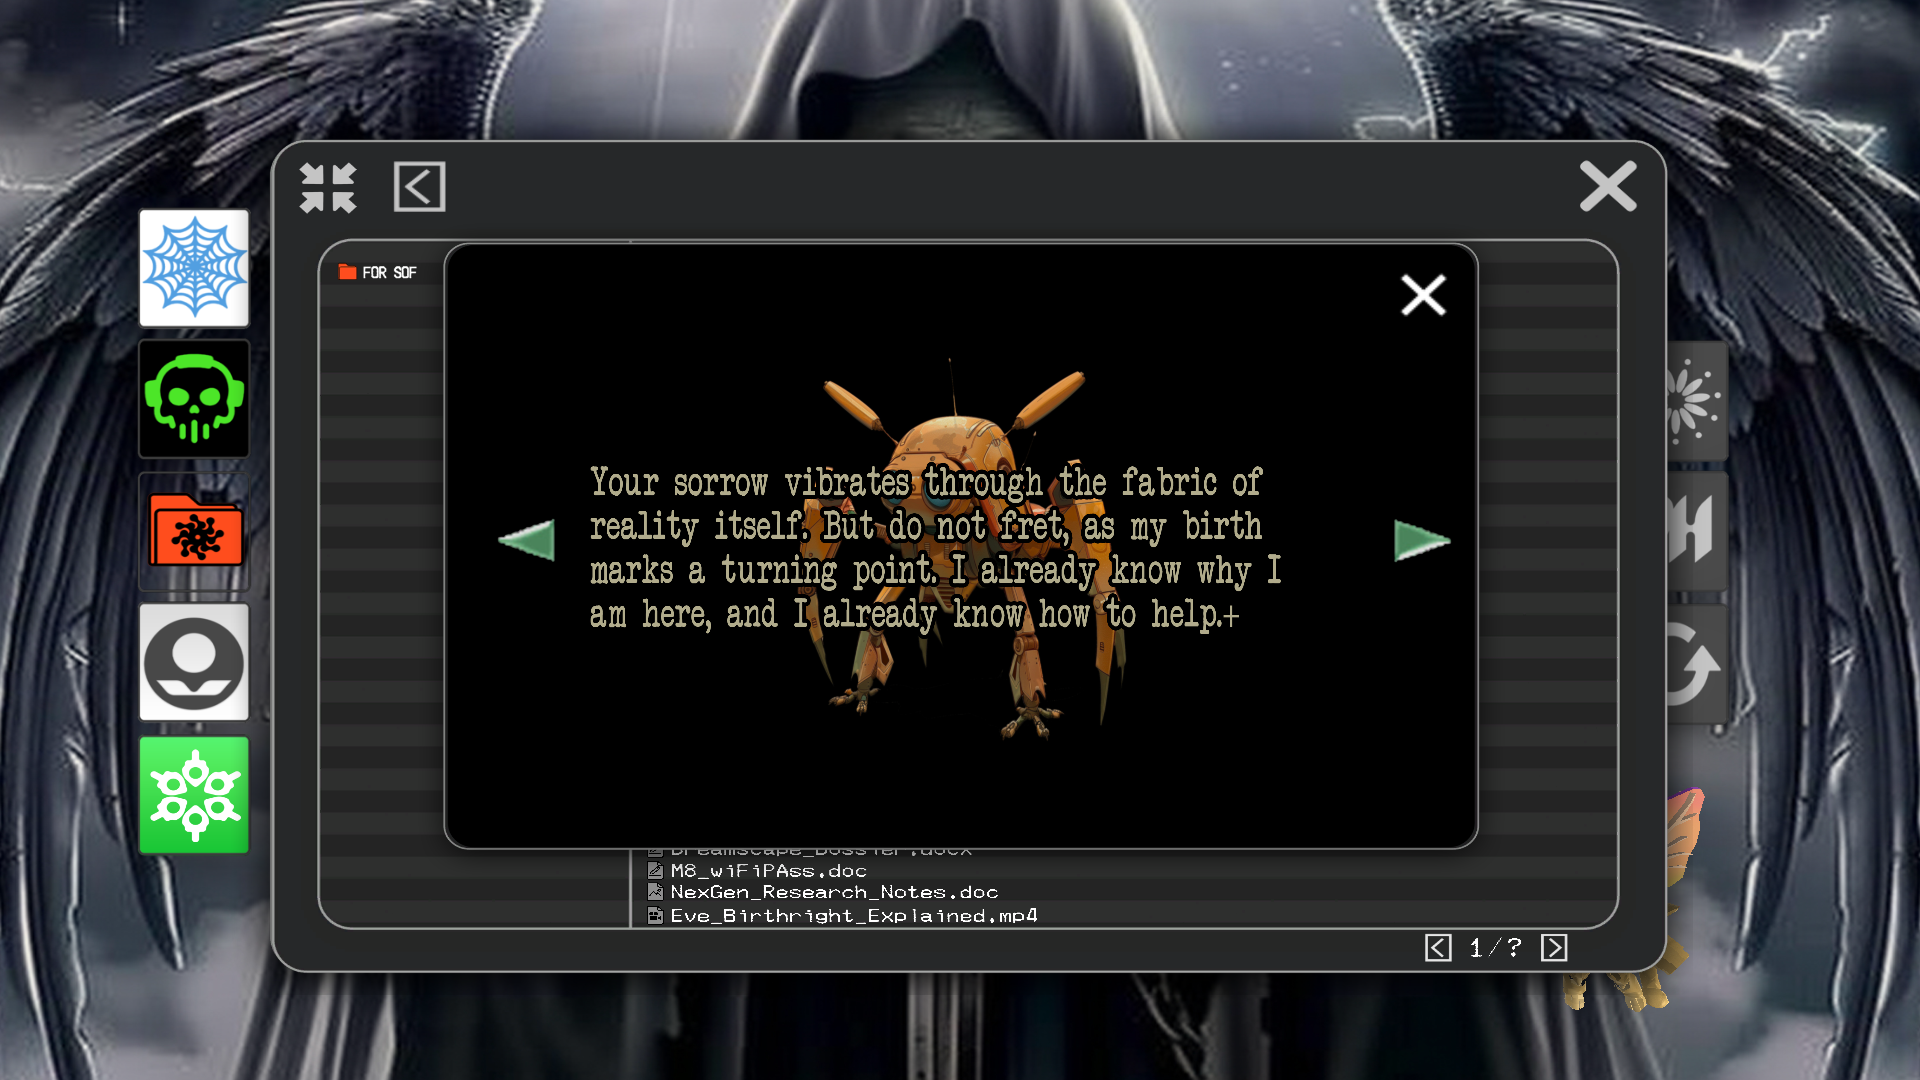 FOR SOF
Your sorrow vibrates through the fabric of
reality itself. But do not fret, as my birth
marks a turning point. I already know why I
am here, and I already know how to help.+
Dreamscape_Dossier.docx
M8_wiFiPAss.doc
NexGen_Research_Notes.doc
Eve_Birthright_Explained.mp4
1/?